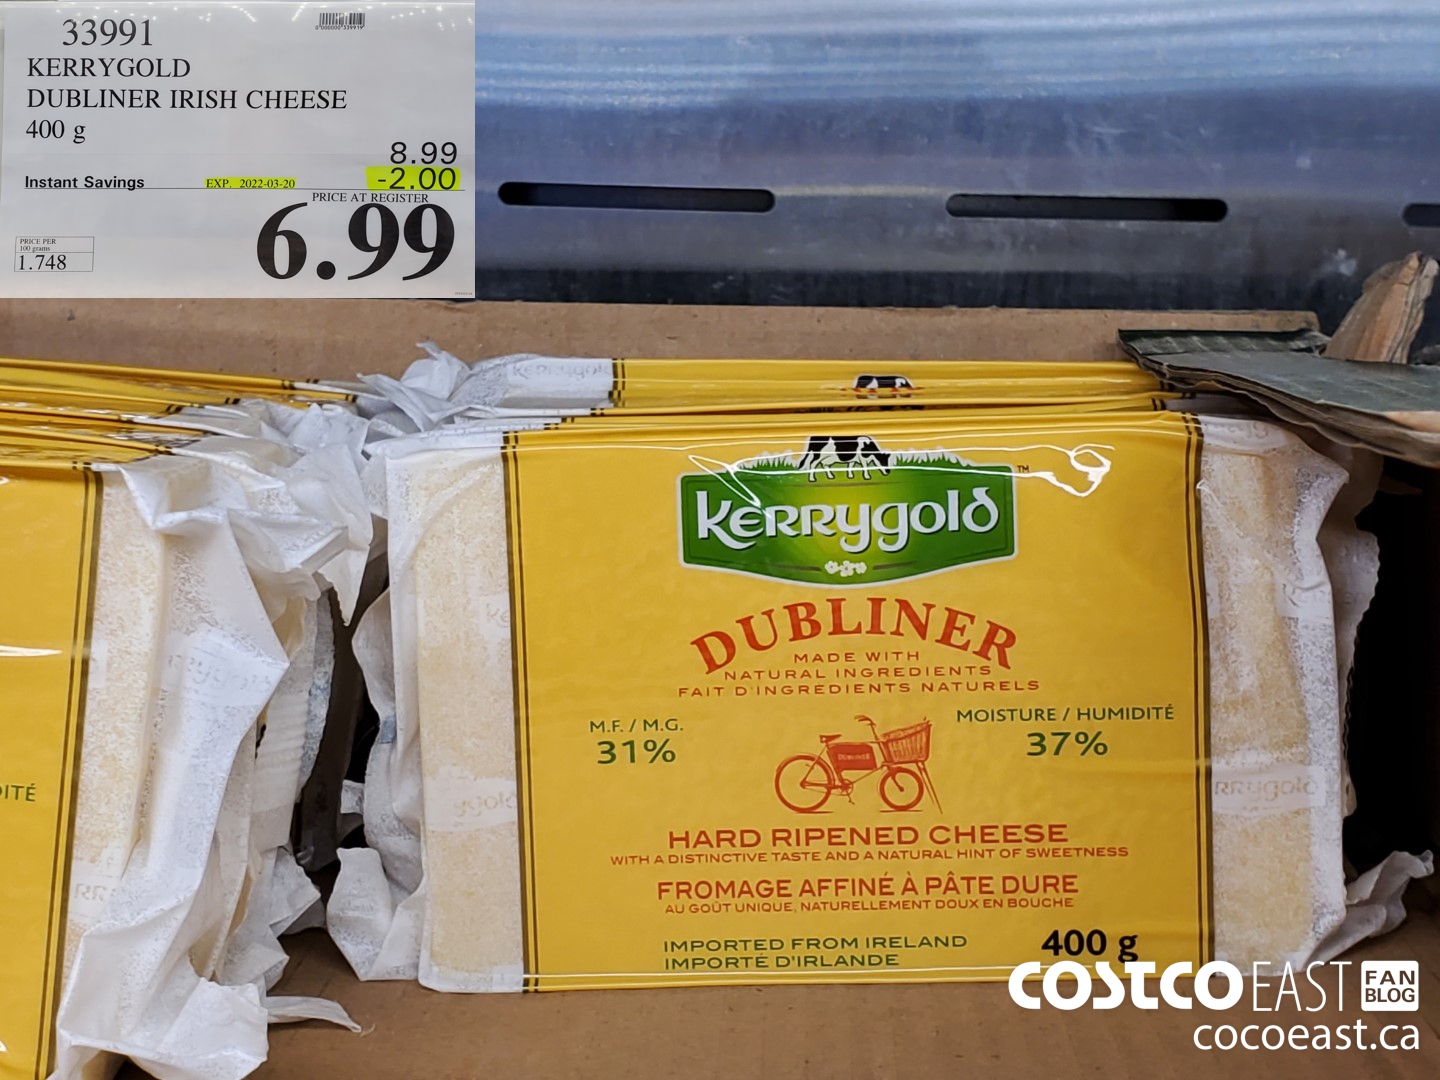 33991
KERRYGOLD
DUBLINER IRISH CHEESE
400 g
8.99
Instant Savings EXP. 2022-03-20 -2.00
PRICE AT REGISTER
6.99
PRICE PER
100 grams
1.748
Kerrygold
Kerrygold™
DUBLINER
MADE WITH
NATURAL INGREDIENTS
FAIT D'INGREDIENTS NATURELS
M.F. / M.G.
31%
MOISTURE / HUMIDITÉ
37%
DUBLINER
HARD RIPENED CHEESE
WITH A DISTINCTIVE TASTE AND A NATURAL HINT OF SWEETNESS
FROMAGE AFFINÉ À PÂTE DURE
AU GOÛT UNIQUE, NATURELLEMENT DOUX EN BOUCHE
IMPORTED FROM IRELAND
IMPORTÉ D'IRLANDE
400 g
COSTCO EAST FAN BLOG
cocoeast.ca